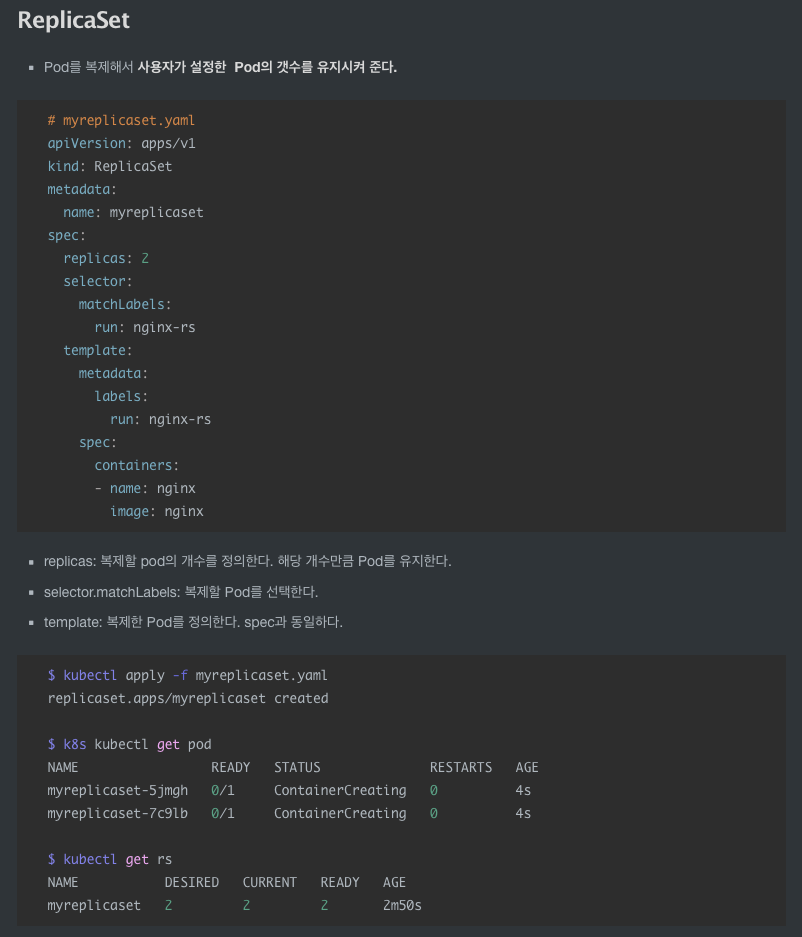 ReplicaSet
Pod를 복제해서 사용자가 설정한 Pod의 갯수를 유지시켜 준다.
# myreplicaset.yaml
apiVersion: apps/v1
kind: ReplicaSet
metadata:
  name: myreplicaset
spec:
  replicas: 2
  selector:
    matchLabels:
      run: nginx-rs
  template:
    metadata:
      labels:
        run: nginx-rs
    spec:
      containers:
      - name: nginx
        image: nginx
replicas: 복제할 pod의 개수를 정의한다. 해당 개수만큼 Pod를 유지한다.
selector.matchLabels: 복제할 Pod를 선택한다.
template: 복제한 Pod를 정의한다. spec과 동일하다.
$ kubectl apply -f myreplicaset.yaml
replicaset.apps/myreplicaset created
$ k8s kubectl get pod
NAME                 READY   STATUS              RESTARTS   AGE
myreplicaset-5jmgh   0/1     ContainerCreating   0          4s
myreplicaset-7c9lb   0/1     ContainerCreating   0          4s
$ kubectl get rs
NAME           DESIRED   CURRENT   READY   AGE
myreplicaset   2         2         2       2m50s